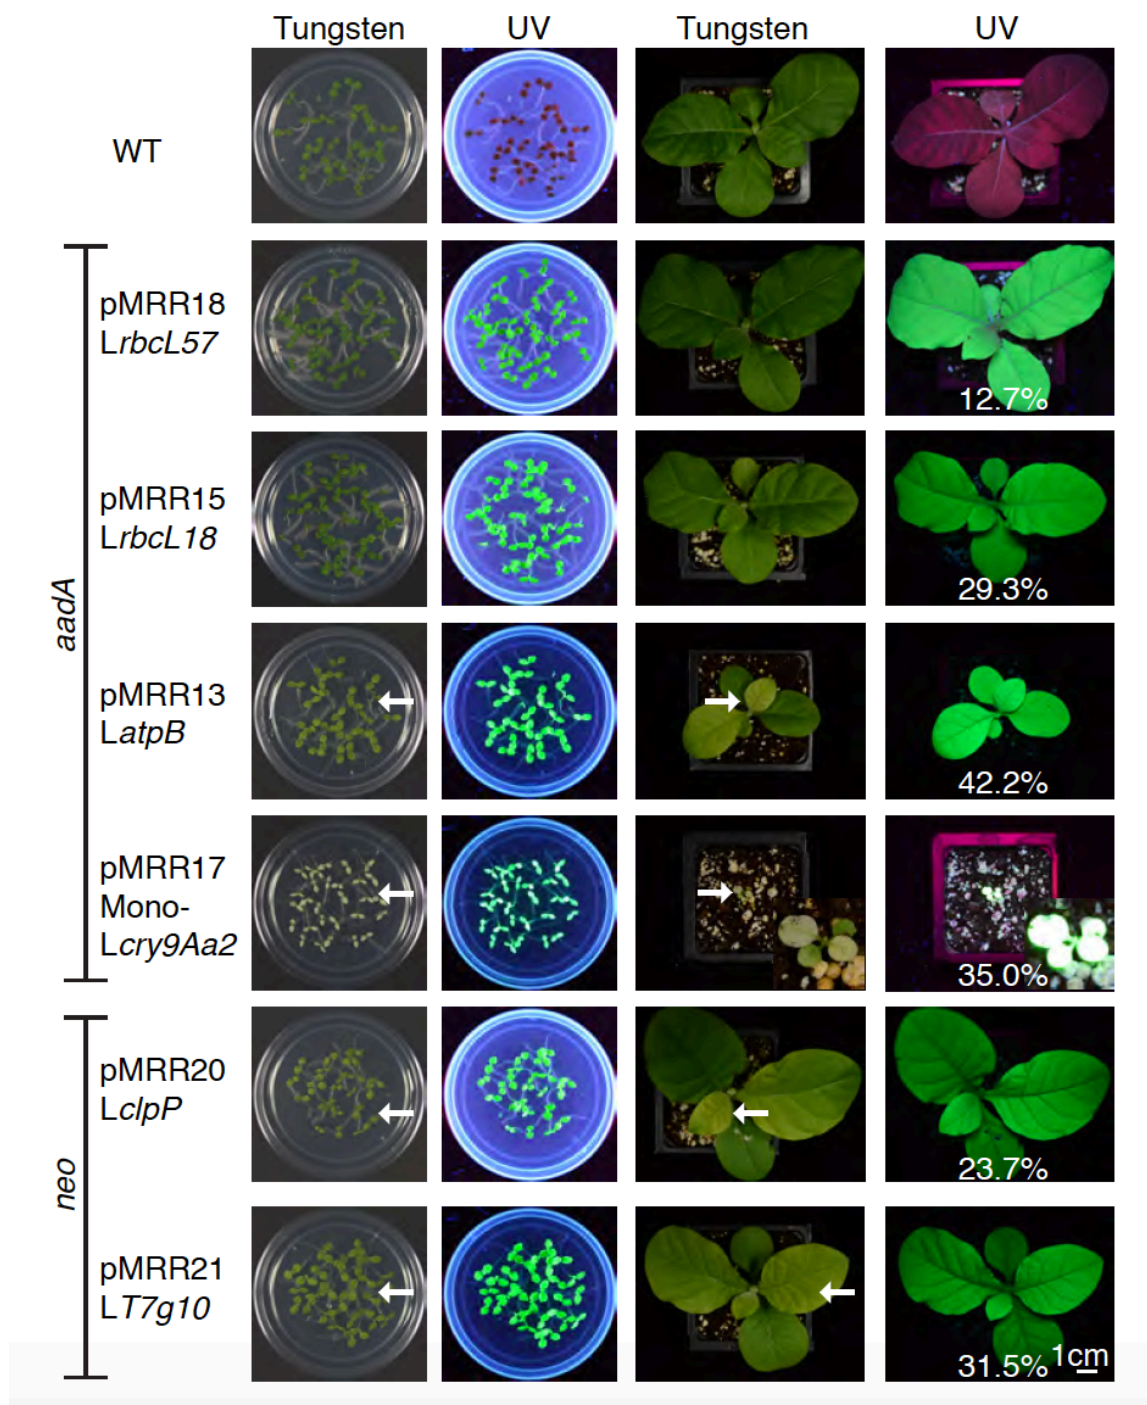 Tungsten UV Tungsten UV
WT
aadA
pMRR18
LrbcL57
12.7%
pMRR15
LrbcL18
29.3%
pMRR13
LatpB
42.2%
pMRR17
Mono-
Lcry9Aa2
35.0%
neo
pMRR20
LclpP
23.7%
pMRR21
LT7g10
31.5%
1cm